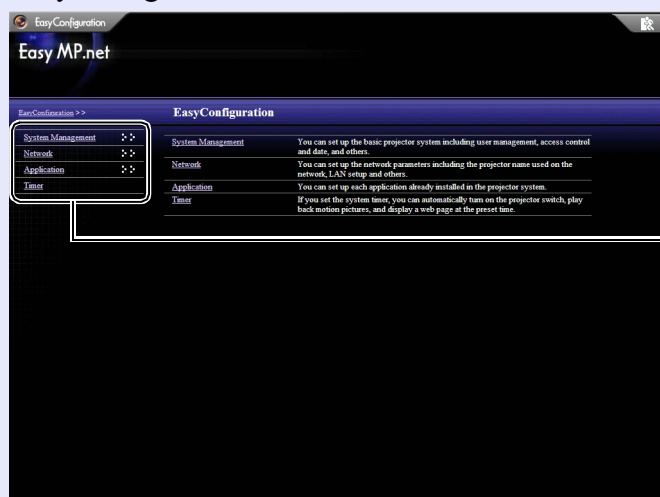 EasyConfiguration
Easy MP.net
EasyConfiguration >>
EasyConfiguration
System Management
Network
Application
Timer
System Management You can set up the basic projector system including user management, access control
and date, and others.
Network You can set up the network parameters including the projector name used on the
network, LAN setup and others.
Application You can set up each application already installed in the projector system.
Timer If you set the system timer, you can automatically turn on the projector switch, play
back motion pictures, and display a web page at the preset time.